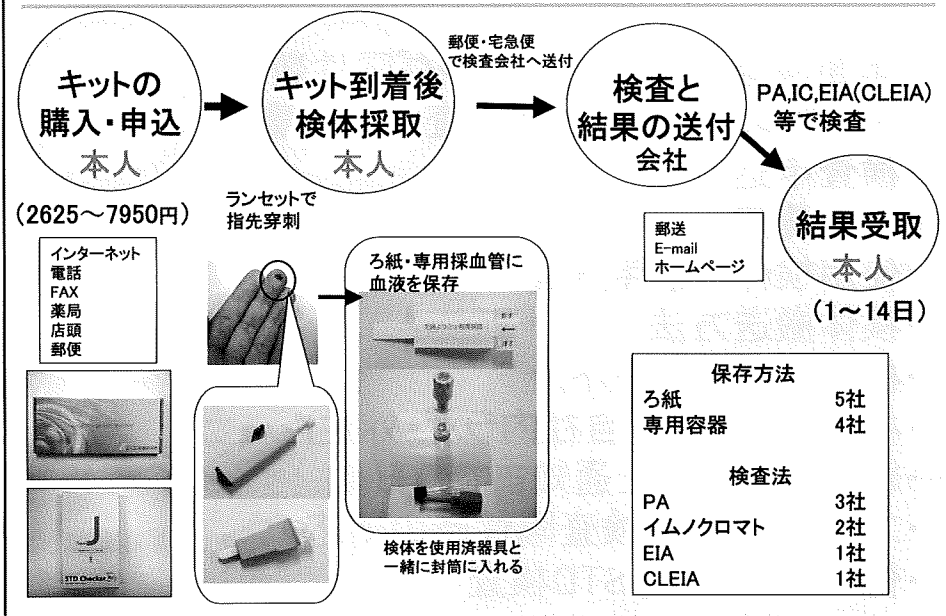 キットの
購入・申込
本人
(2625～7950円)
インターネット
電話
FAX
薬局
店頭
郵便
J
STD Checker
キット到着後
検体採取
本人
ランセットで
指先穿刺
ろ紙・専用採血管に
血液を保存
検体を使用済器具と
一緒に封筒に入れる
郵便・宅急便
で検査会社へ送付
検査と
結果の送付
会社
PA,IC,EIA(CLEIA)
等で検査
郵送
E-mail
ホームページ
結果受取
本人
(1～14日)
保存方法
ろ紙 5社
専用容器 4社
検査法
PA 3社
イムノクロマト 2社
EIA 1社
CLEIA 1社